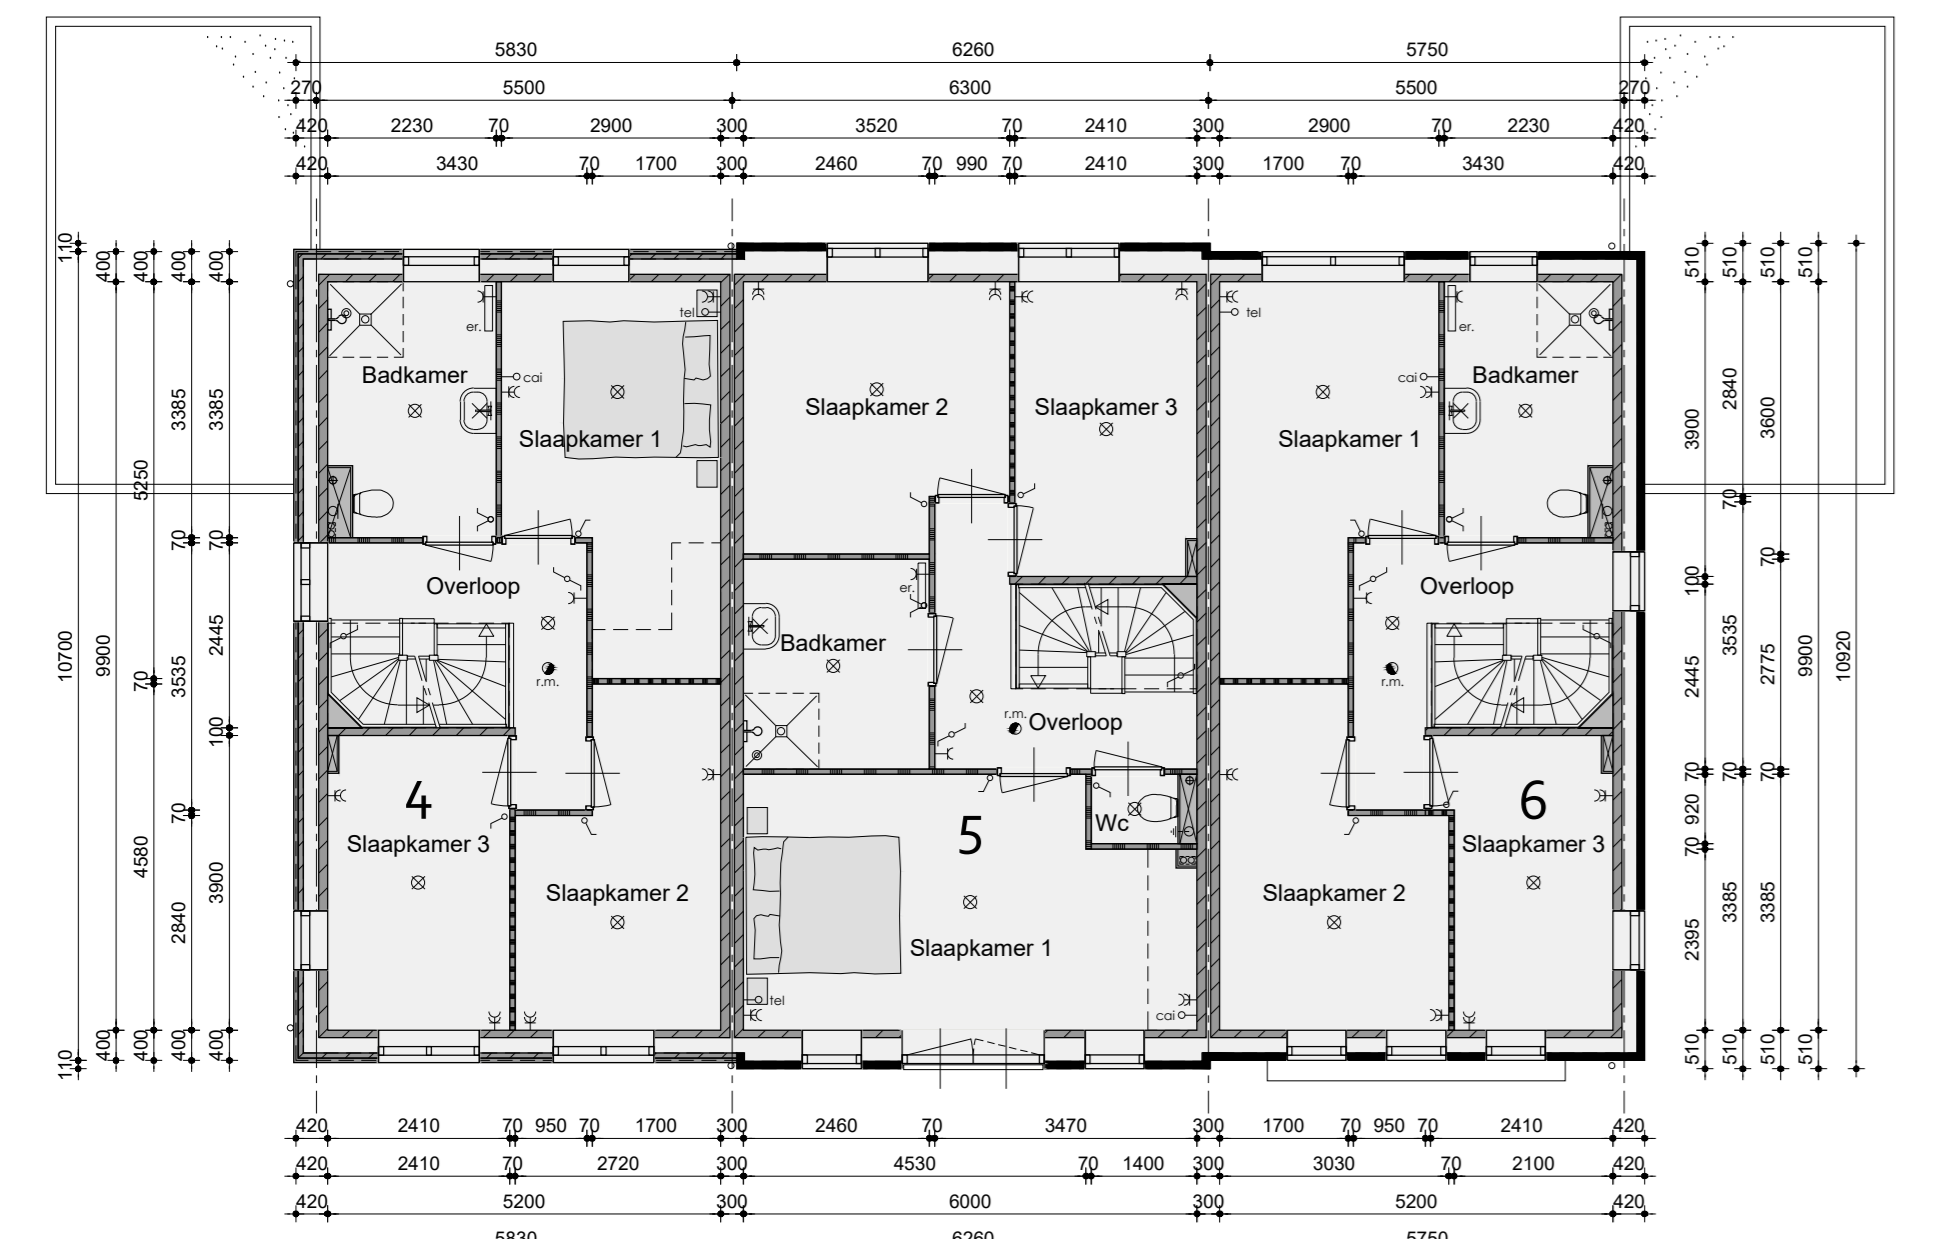 5830 6260 5750
270 5500 6300 5500 270
420 2230 70 2900 300 3520 70 2410 300 2900 70 2230 420
420 3430 70 1700 300 2460 70 990 70 2410 300 1700 70 3430 420
110 400 400 400 400
510 510 510 510
er. tel tel er.
Badkamer cai cai Badkamer
Slaapkamer 2 Slaapkamer 3
Slaapkamer 1 Slaapkamer 1
3385 3385
5250
3900 2840 3600
70 70
70
70
Overloop er. Overloop
100
Badkamer
10700 9900 2445
3535 70
r.m. r.m.
2445 3535 2775 9900 10920
r.m. Overloop
100
70 70 70
4 5 6
70
920
Wc
Slaapkamer 3 Slaapkamer 3
70
4580 3900
Slaapkamer 2 Slaapkamer 2
2840
3385 3385
2395
Slaapkamer 1
tel
cai
400 400 400 400
110
510 510 510 510
420 2410 70 950 70 1700 300 2460 70 3470 300 1700 70 950 70 2410 420
420 2410 70 2720 300 4530 70 1400 300 3030 70 2100 420
420 5200 300 6000 300 5200 420
5830 6260 5750